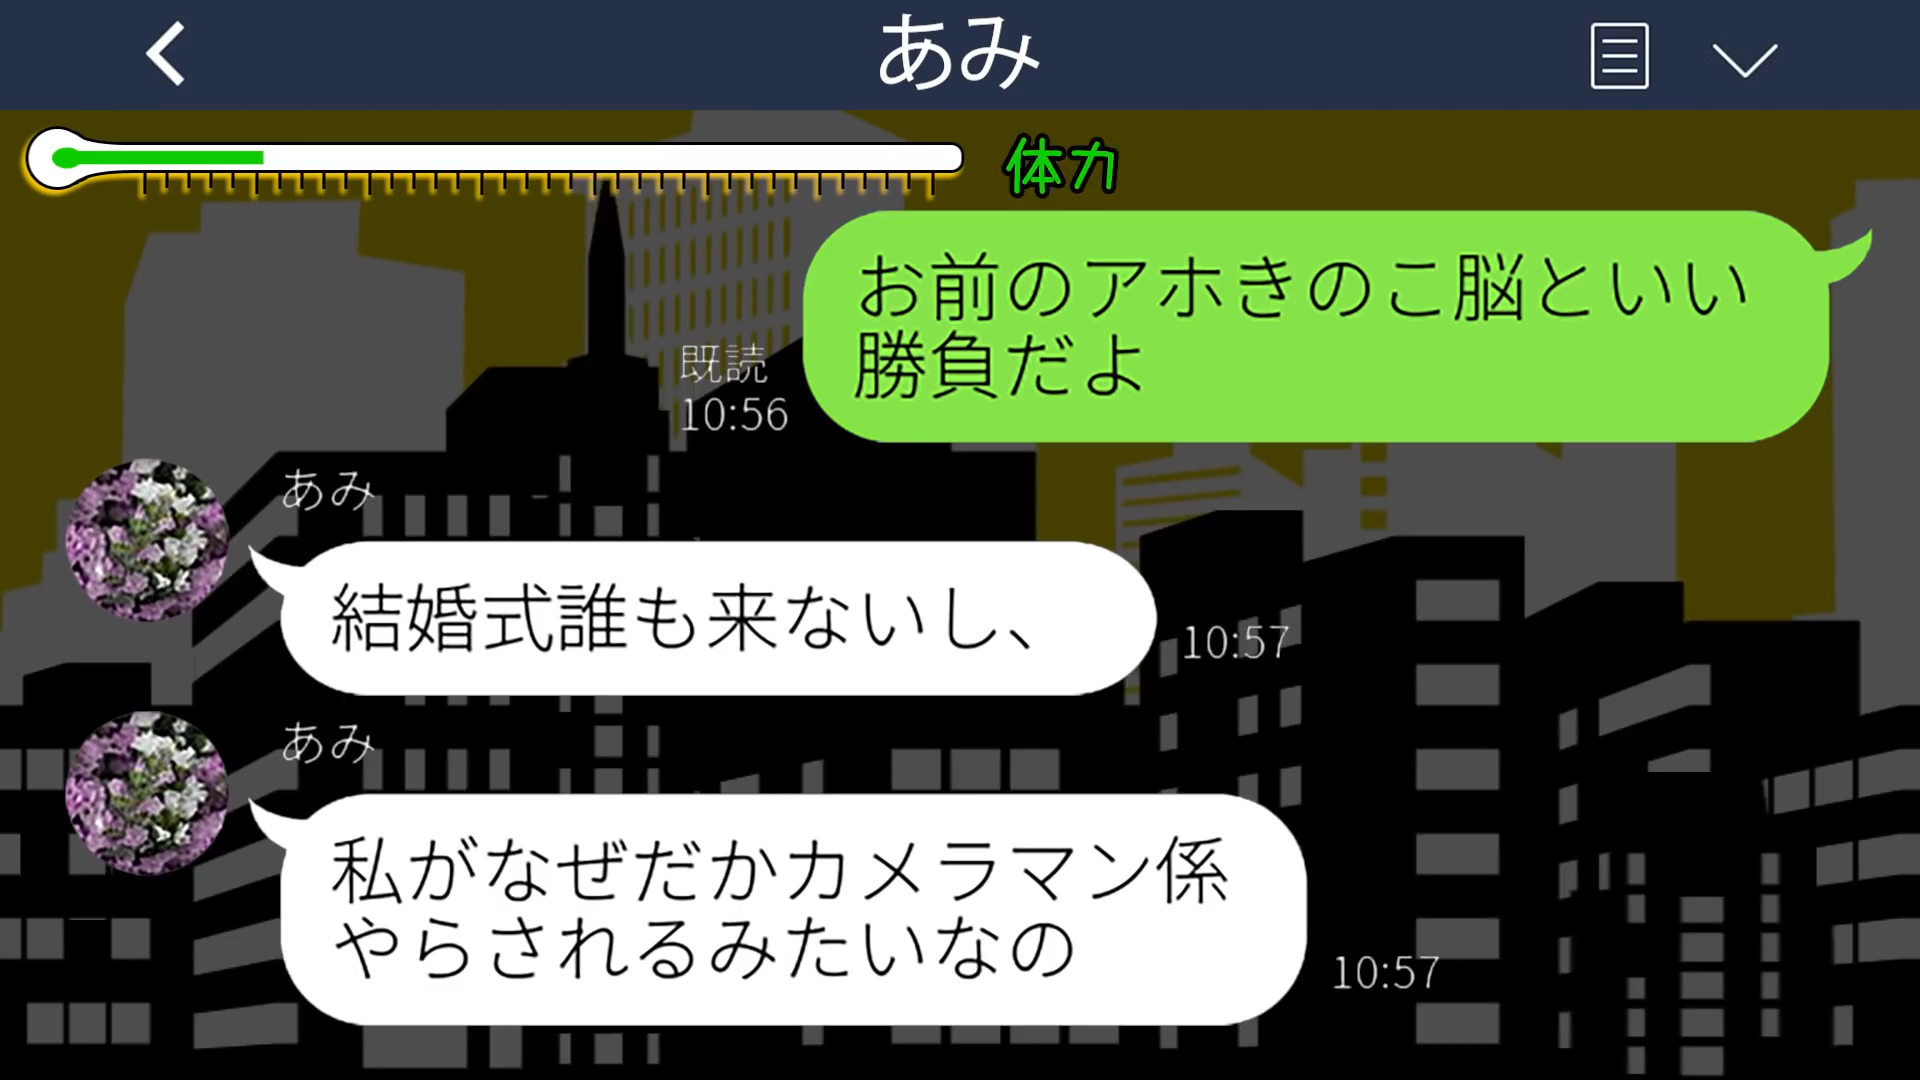 あみ
体力
お前のアホきのこ脳といい
勝負だよ
既読
10:56
あみ
結婚式誰も来ないし、
10:57
あみ
私がなぜだかカメラマン係
やらされるみたいなの
10:57